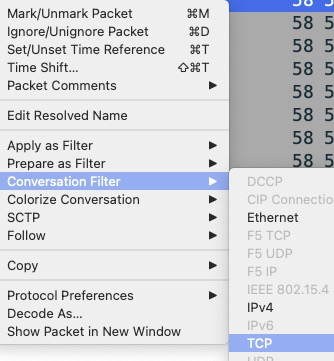 Mark/Unmark Packet ⌘M
Ignore/Unignore Packet ⌘D
Set/Unset Time Reference ⌘T
Time Shift... ⇧⌘T
Packet Comments ▶
Edit Resolved Name
Apply as Filter ▶
Prepare as Filter ▶
Conversation Filter ▶
Colorize Conversation ▶
SCTP ▶
Follow ▶
Copy ▶
Protocol Preferences ▶
Decode As...
Show Packet in New Window
DCCP
CIP Connectio
Ethernet
F5 TCP
F5 UDP
F5 IP
IEEE 802.15.4
IPv4
IPv6
TCP
UDP
58 5
58 5
58 5
58 5
58 5
58 5
58 5
58 5